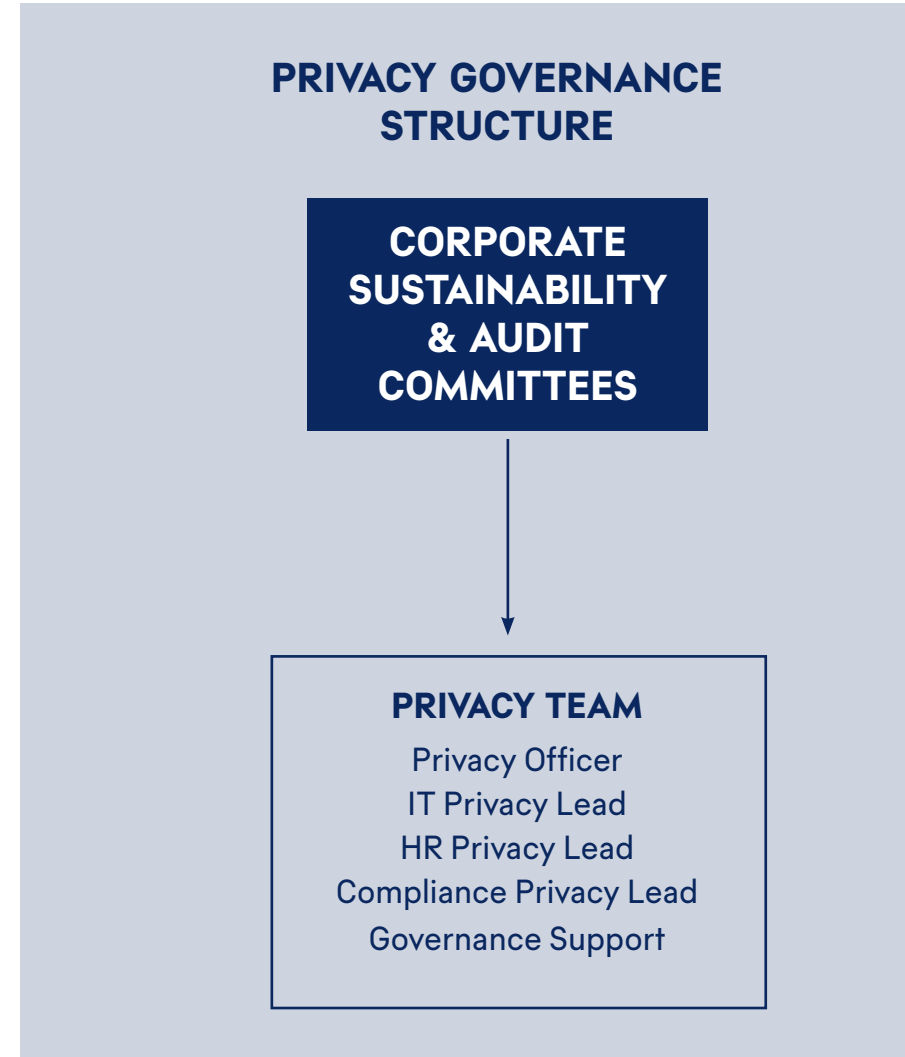 PRIVACY GOVERNANCE
STRUCTURE
CORPORATE
SUSTAINABILITY
& AUDIT
COMMITTEES
PRIVACY TEAM
Privacy Officer
IT Privacy Lead
HR Privacy Lead
Compliance Privacy Lead
Governance Support